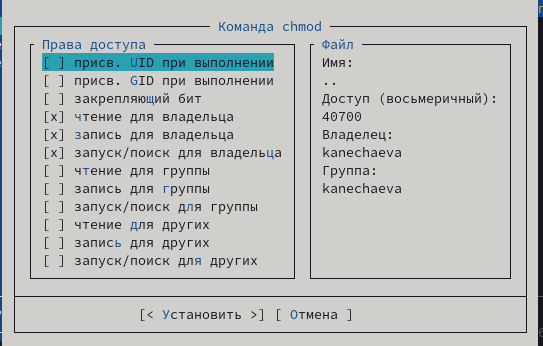 Команда chmod
Права доступа
[ ] присв. UID при выполнении
[ ] присв. GID при выполнении
[ ] закрепляющий бит
[x] чтение для владельца
[x] запись для владельца
[x] запуск/поиск для владельца
[ ] чтение для группы
[ ] запись для группы
[ ] запуск/поиск для группы
[ ] чтение для других
[ ] запись для других
[ ] запуск/поиск для других
Файл
Имя:
..
Доступ (восьмеричный):
40700
Владелец:
kanechaeva
Группа:
kanechaeva
[< Установить >] [ Отмена ]